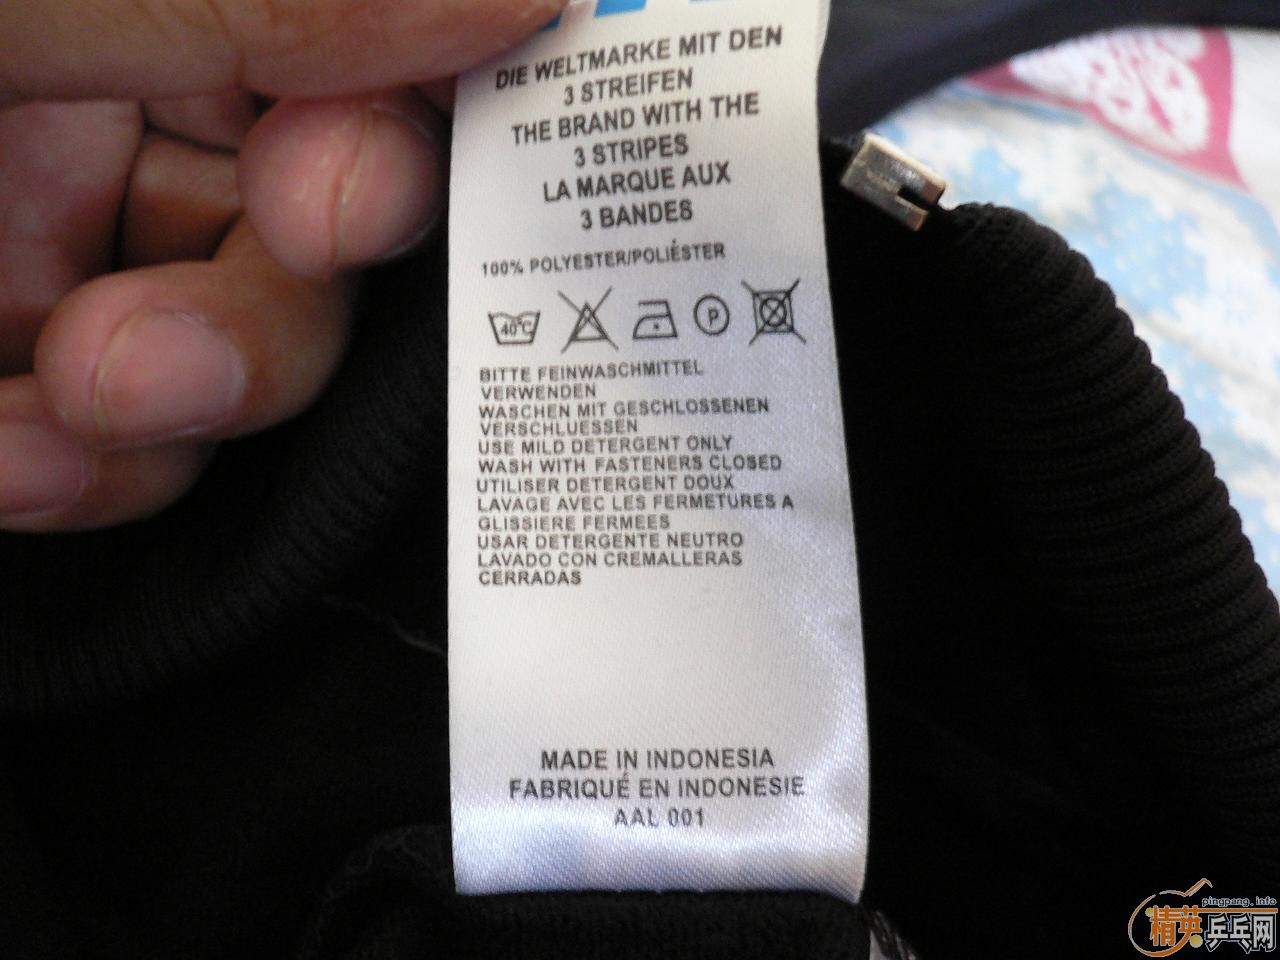 DIE WELTMARKE MIT DEN
3 STREIFEN
THE BRAND WITH THE
3 STRIPES
LA MARQUE AUX
3 BANDES
100% POLYESTER/POLIÉSTER
40°C P
BITTE FEINWASCHMITTEL
VERWENDEN
WASCHEN MIT GESCHLOSSENEN
VERSCHLUESSEN
USE MILD DETERGENT ONLY
WASH WITH FASTENERS CLOSED
UTILISER DETERGENT DOUX
LAVAGE AVEC LES FERMETURES A
GLISSIERE FERMEES
USAR DETERGENTE NEUTRO
LAVADO CON CREMALLERAS
CERRADAS
MADE IN INDONESIA
FABRIQUÉ EN INDONESIE
AAL 001
pingpang.info
精英乒乓网